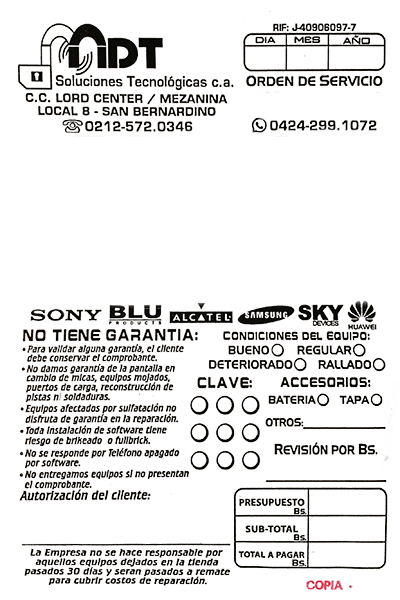 RIF: J-40906097-7
MDT
DIA MES AÑO
Soluciones Tecnológicas c.a.
ORDEN DE SERVICIO
C.C. LORD CENTER / MEZANINA
LOCAL 8 - SAN BERNARDINO
0212-572.0346
0424-299.1072
SONY BLU PRODUCTS ALCATEL SAMSUNG SKY DEVICES HUAWEI
NO TIENE GARANTIA:
• Para validar alguna garantía, el cliente
debe conservar el comprobante.
• No damos garantía de la pantalla en
cambio de micas, equipos mojados,
puertos de carga, reconstrucción de
pistas ni soldaduras.
• Equipos afectados por sulfatación no
disfruta de garantía en la reparación.
• Toda Instalación de software tiene
riesgo de brikeado o fullbrick.
• No se responde por Teléfono apagado
por software.
• No entregamos equipos si no presentan
el comprobante.
Autorización del cliente:
CONDICIONES DEL EQUIPO:
BUENO REGULAR
DETERIORADO RALLADO
CLAVE:
ACCESORIOS:
BATERIA TAPA
OTROS:
REVISIÓN POR BS.
PRESUPUESTO
BS.
SUB-TOTAL
BS.
TOTAL A PAGAR
BS.
La Empresa no se hace responsable por
aquellos equipos dejados en la tienda
pasados 30 días y seran pasados a remate
para cubrir costos de reparación.
COPIA -